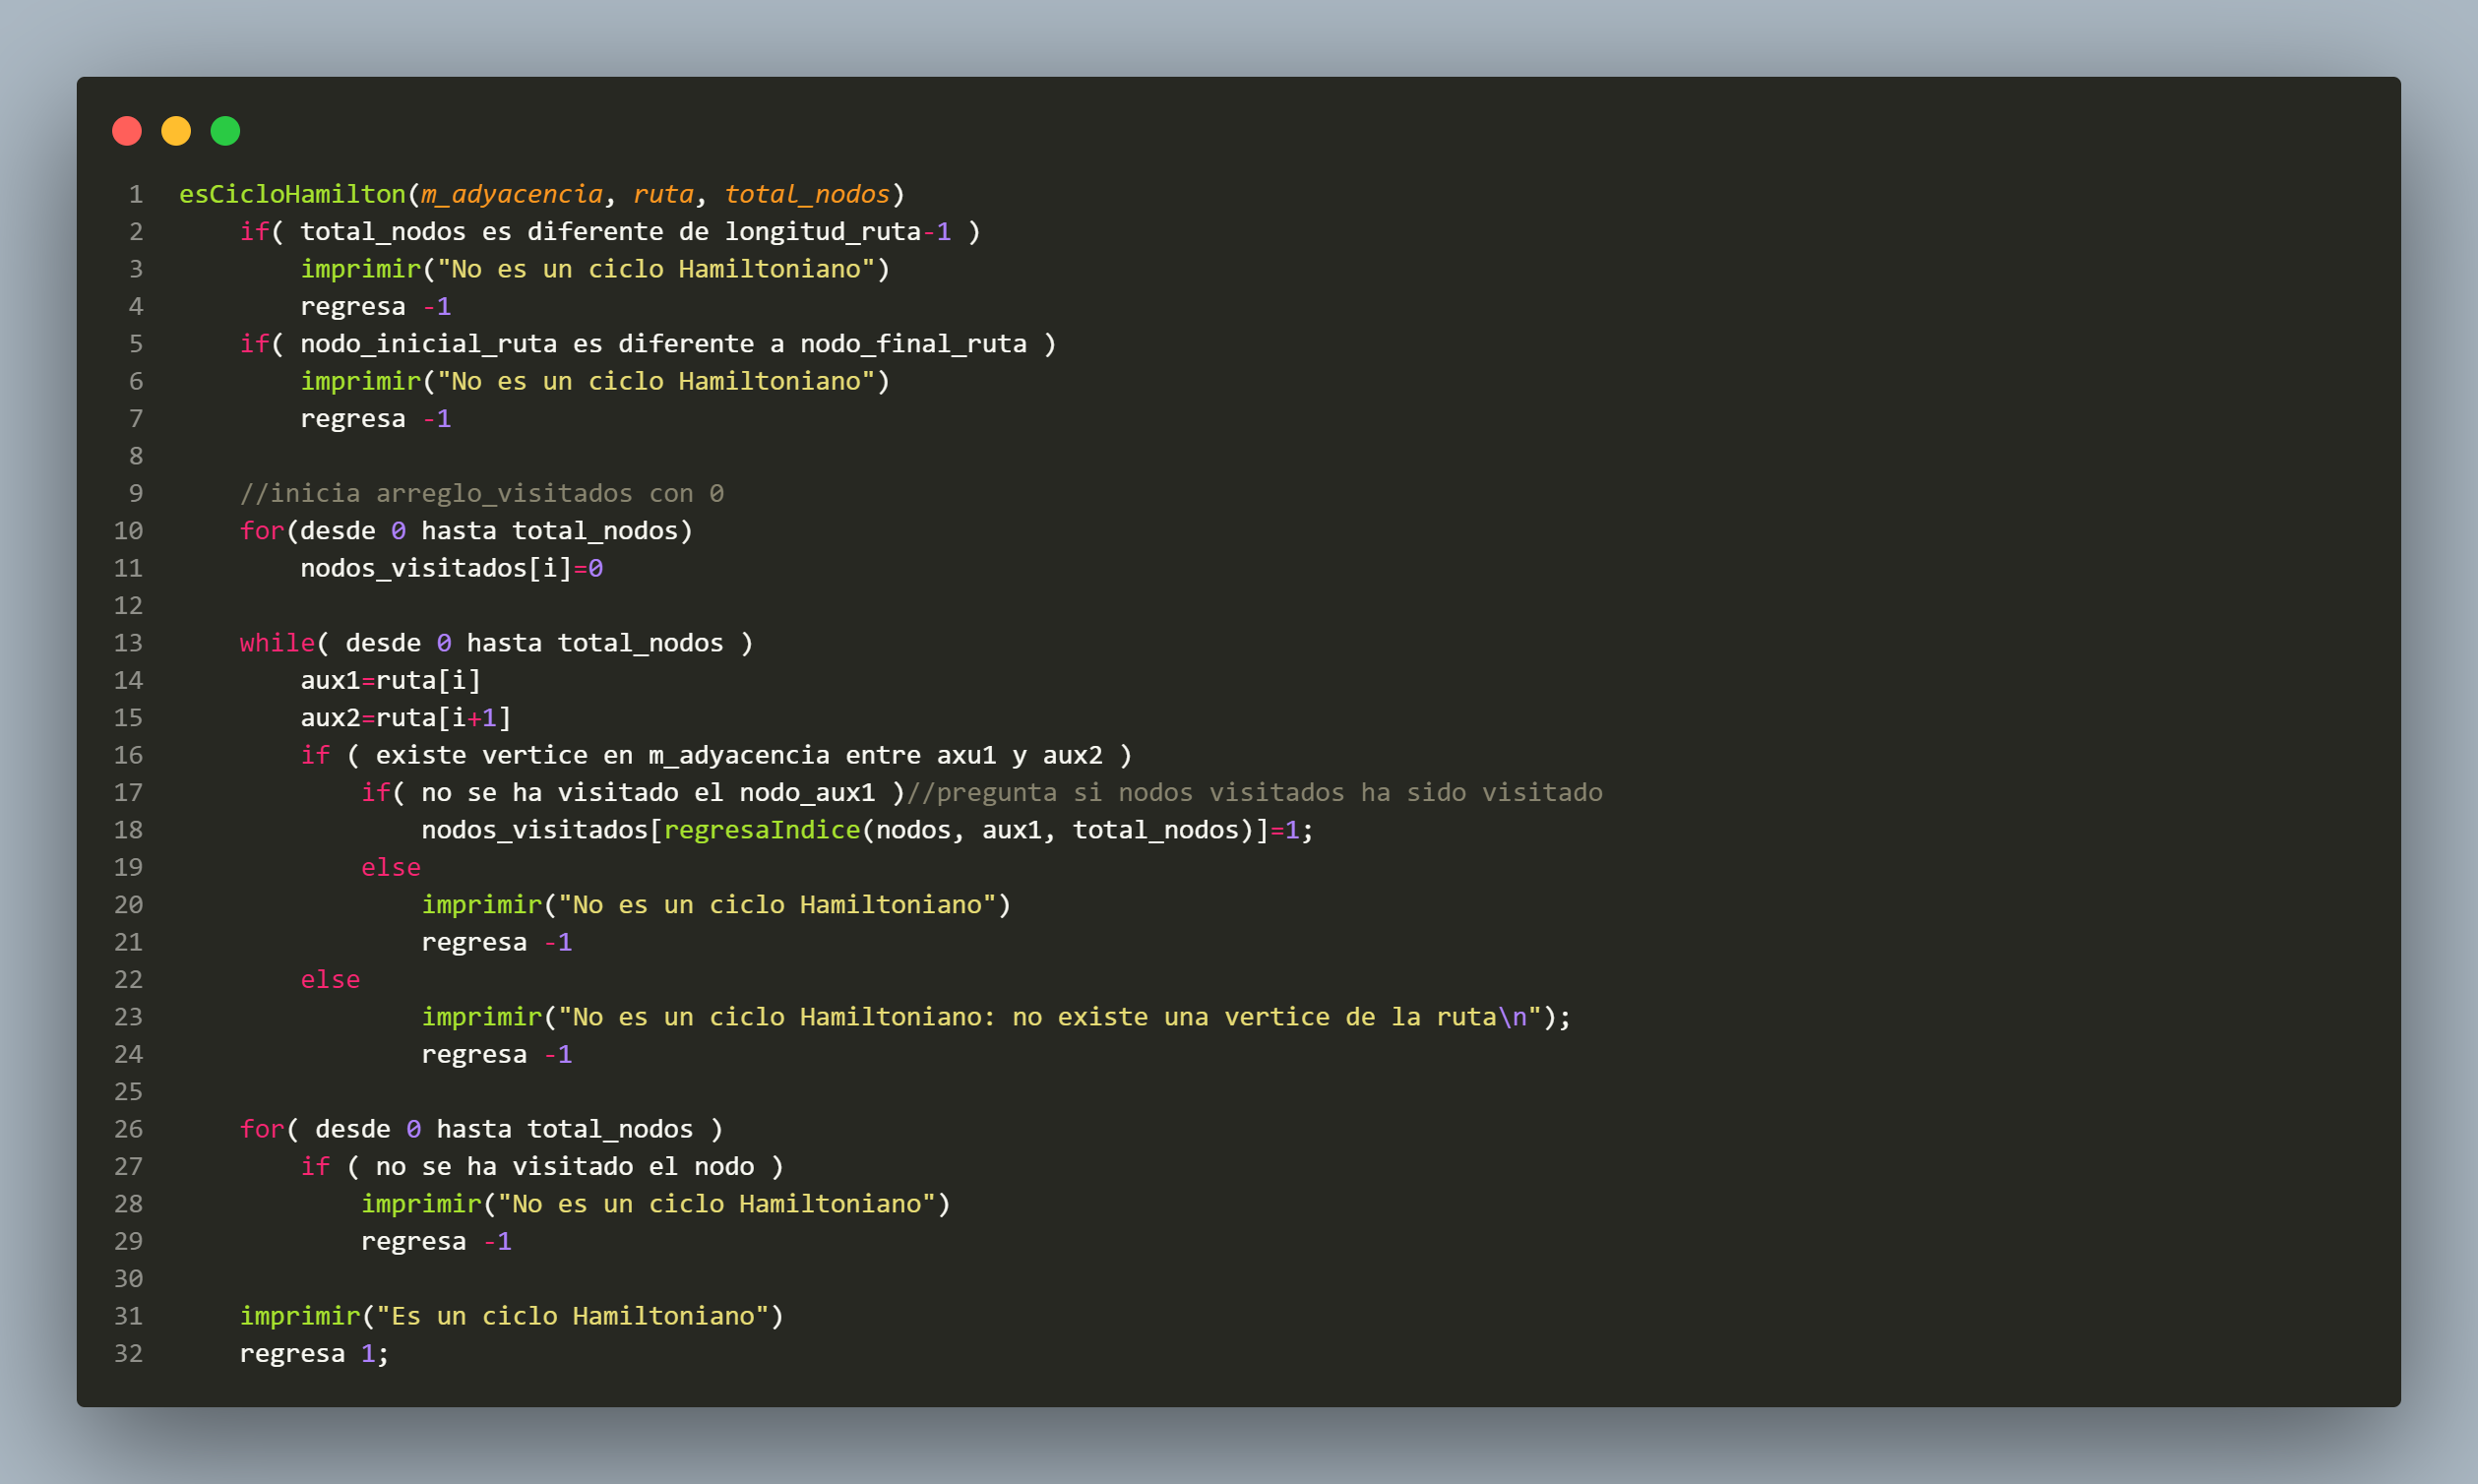 1 esCicloHamilton(m_adyacencia, ruta, total_nodos)
2     if( total_nodos es diferente de longitud_ruta-1 )
3         imprimir("No es un ciclo Hamiltoniano")
4         regresa -1
5     if( nodo_inicial_ruta es diferente a nodo_final_ruta )
6         imprimir("No es un ciclo Hamiltoniano")
7         regresa -1
8
9     //inicia arreglo_visitados con 0
10     for(desde 0 hasta total_nodos)
11         nodos_visitados[i]=0
12
13     while( desde 0 hasta total_nodos )
14         aux1=ruta[i]
15         aux2=ruta[i+1]
16         if ( existe vertice en m_adyacencia entre axu1 y aux2 )
17             if( no se ha visitado el nodo_aux1 )//pregunta si nodos visitados ha sido visitado
18                 nodos_visitados[regresaIndice(nodos, aux1, total_nodos)]=1;
19             else
20                 imprimir("No es un ciclo Hamiltoniano")
21                 regresa -1
22         else
23                 imprimir("No es un ciclo Hamiltoniano: no existe una vertice de la ruta\n");
24                 regresa -1
25
26     for( desde 0 hasta total_nodos )
27         if ( no se ha visitado el nodo )
28             imprimir("No es un ciclo Hamiltoniano")
29             regresa -1
30
31     imprimir("Es un ciclo Hamiltoniano")
32     regresa 1;